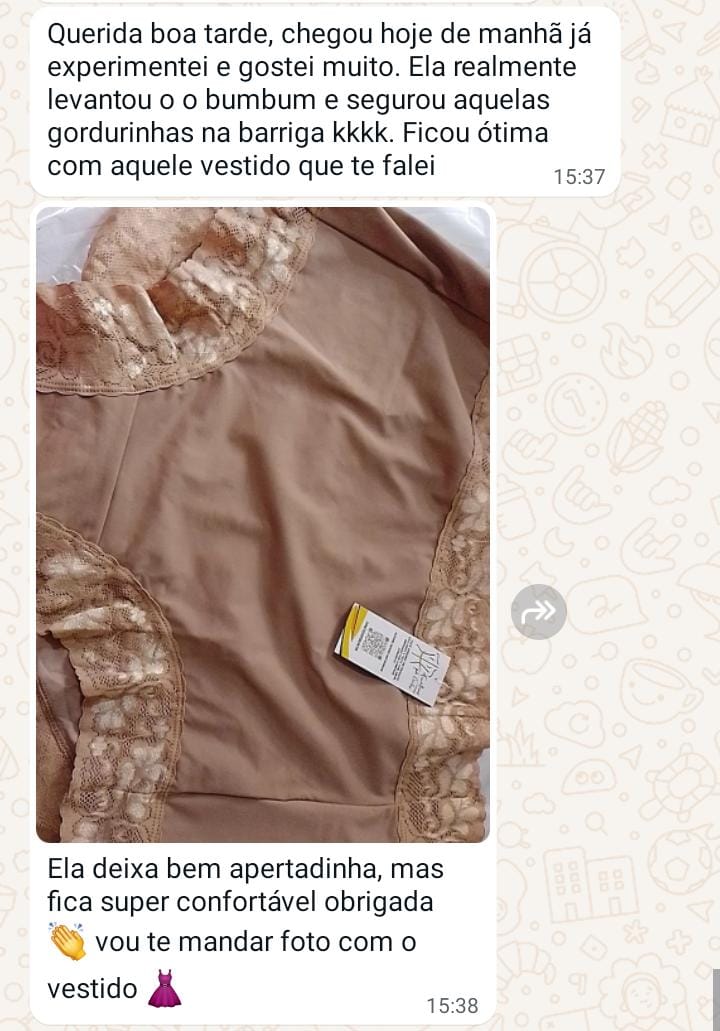 Querida boa tarde, chegou hoje de manhã já
experimentei e gostei muito. Ela realmente
levantou o o bumbum e segurou aquelas
gordurinhas na barriga kkkk. Ficou ótima
com aquele vestido que te falei
15:37
Ela deixa bem apertadinha, mas
fica super confortável obrigada
👏 vou te mandar foto com o
vestido 👗
15:38